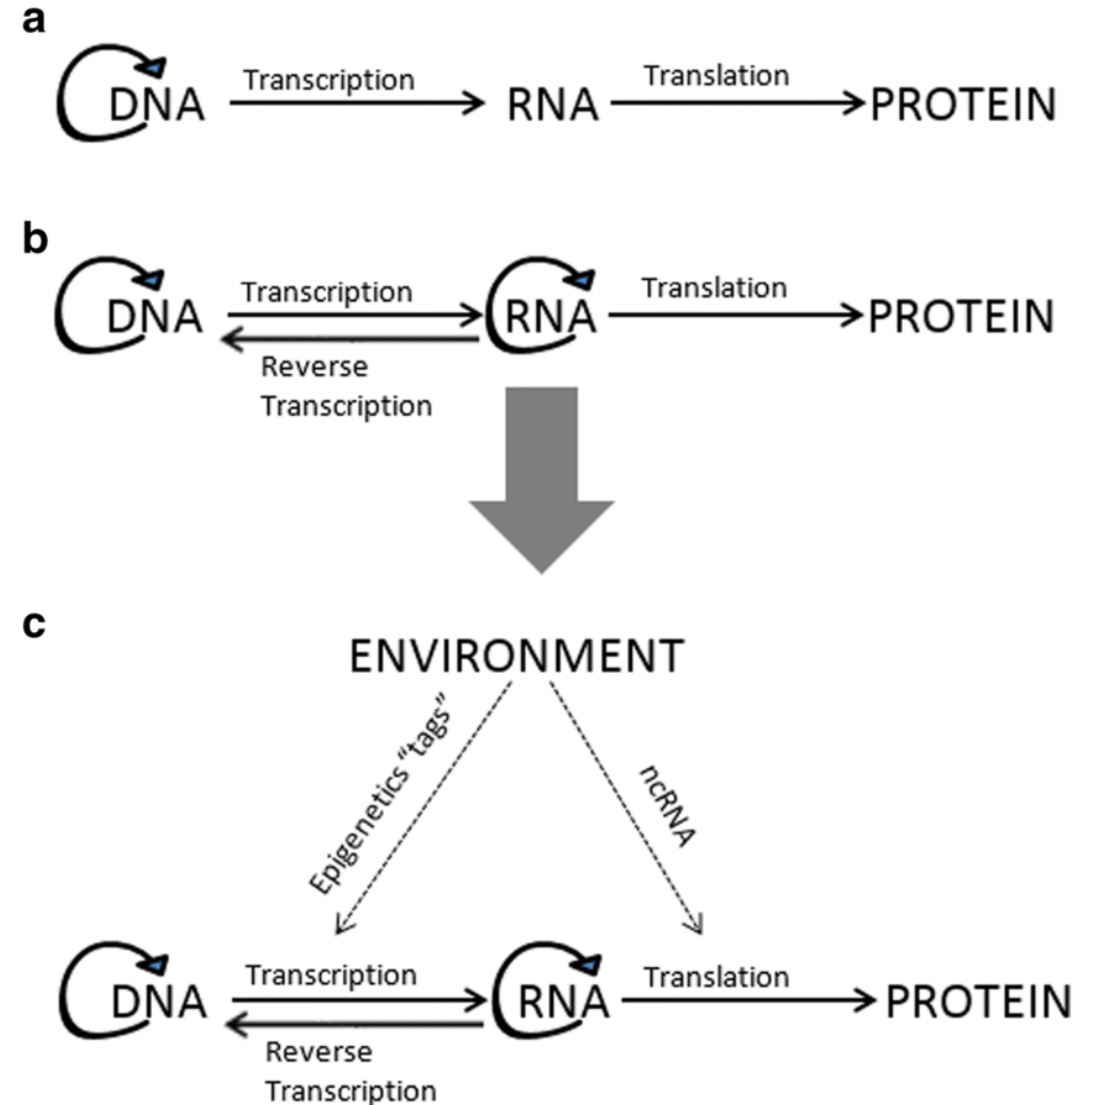 a
Transcription
Translation
DNA
RNA
PROTEIN
b
Transcription
Translation
DNA
RNA
PROTEIN
Reverse
Transcription
c
ENVIRONMENT
Epigenetics “tags”
ncRNA
Transcription
Translation
DNA
RNA
PROTEIN
Reverse
Transcription